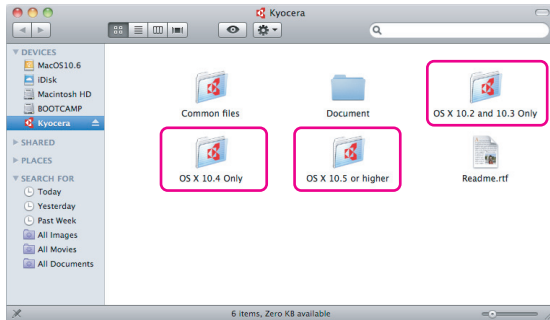 Kyocera
DEVICES
MacOS10.6
iDisk
Macintosh HD
BOOTCAMP
Kyocera
SHARED
PLACES
SEARCH FOR
Today
Yesterday
Past Week
All Images
All Movies
All Documents
Common files
Document
OS X 10.2 and 10.3 Only
OS X 10.4 Only
OS X 10.5 or higher
Readme.rtf
6 items, Zero KB available